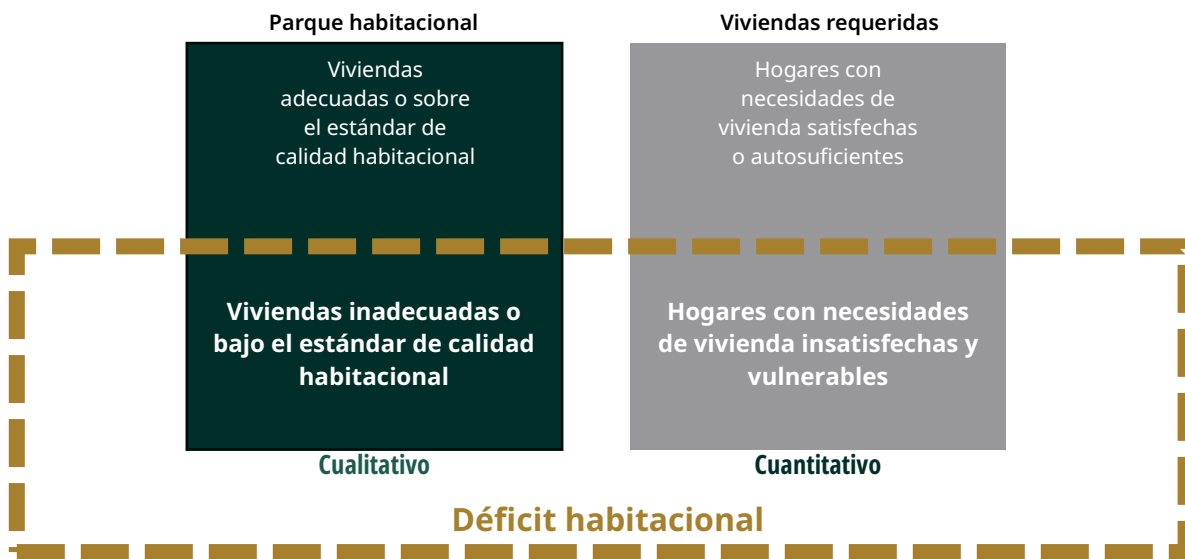 Parque habitacional
Viviendas
adecuadas o sobre
el estándar de
calidad habitacional
Viviendas inadecuadas o
bajo el estándar de calidad
habitacional
Cualitativo
Viviendas requeridas
Hogares con
necesidades de
vivienda satisfechas
o autosuficientes
Hogares con necesidades
de vivienda insatisfechas y
vulnerables
Cuantitativo
Déficit habitacional